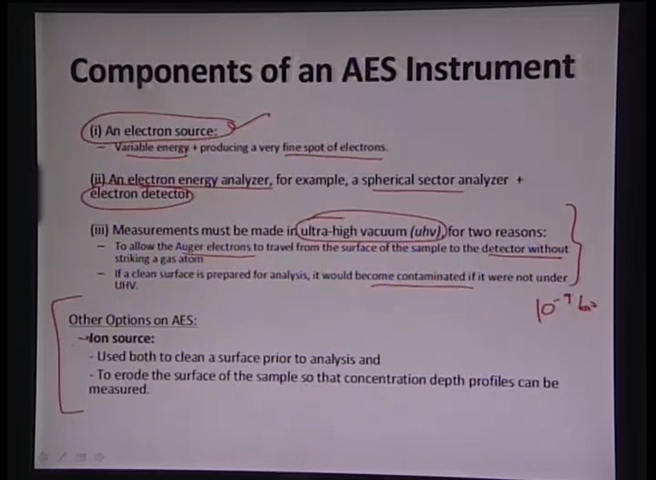 Components of an AES Instrument
(i) An electron source:
– Variable energy + producing a very fine spot of electrons.
(ii) An electron energy analyzer, for example, a spherical sector analyzer +
electron detector
(iii) Measurements must be made in ultra-high vacuum (uhv), for two reasons:
– To allow the Auger electrons to travel from the surface of the sample to the detector without
striking a gas atom
– If a clean surface is prepared for analysis, it would become contaminated if it were not under
UHV.
Other Options on AES:
Ion source:
- Used both to clean a surface prior to analysis and
- To erode the surface of the sample so that concentration depth profiles can be
measured.